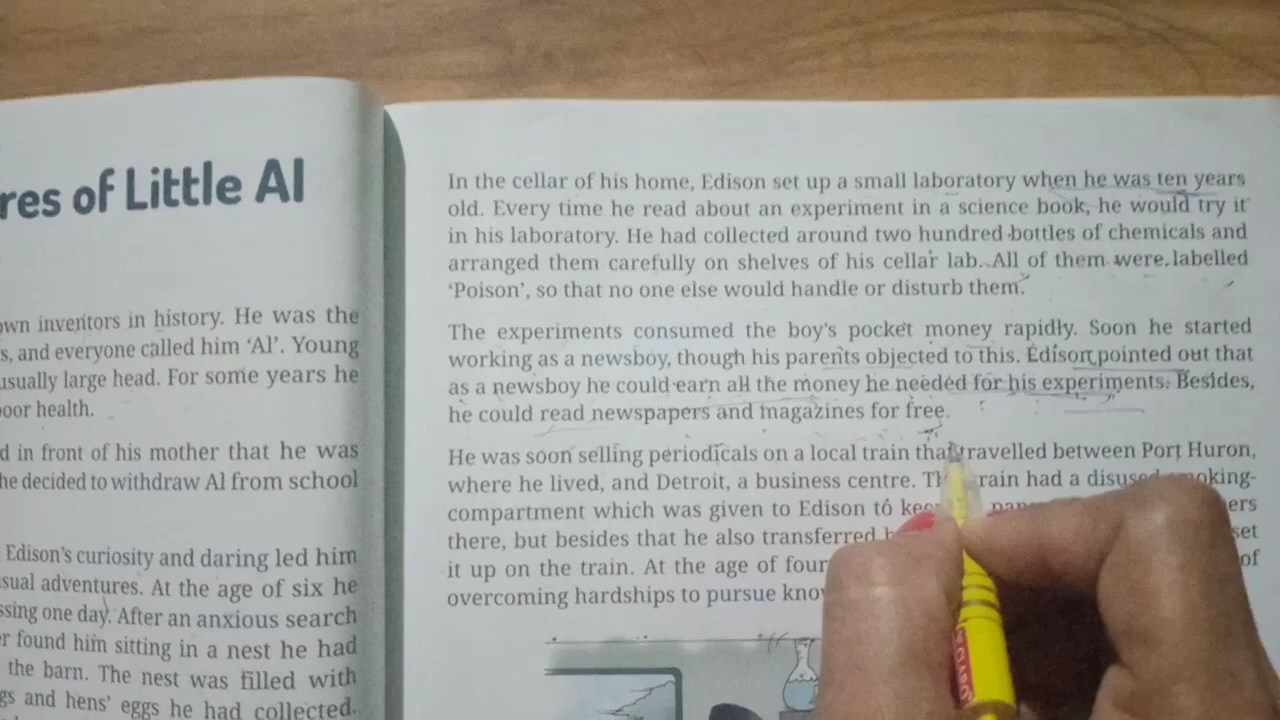 res of Little Al
own inventors in history. He was the
s, and everyone called him ‘Al’. Young
usually large head. For some years he
oor health.
d in front of his mother that he was
he decided to withdraw Al from school
Edison’s curiosity and daring led him
sual adventures. At the age of six he
ssing one day. After an anxious search
er found him sitting in a nest he had
the barn. The nest was filled with
gs and hens’ eggs he had collected.
In the cellar of his home, Edison set up a small laboratory when he was ten years
old. Every time he read about an experiment in a science book, he would try it
in his laboratory. He had collected around two hundred bottles of chemicals and
arranged them carefully on shelves of his cellar lab. All of them were labelled
‘Poison’, so that no one else would handle or disturb them.
The experiments consumed the boy’s pocket money rapidly. Soon he started
working as a newsboy, though his parents objected to this. Edison pointed out that
as a newsboy he could earn all the money he needed for his experiments. Besides,
he could read newspapers and magazines for free.
He was soon selling periodicals on a local train that travelled between Port Huron,
where he lived, and Detroit, a business centre. The train had a disused smoking-
compartment which was given to Edison to
there, but besides that he also transferred set
it up on the train. At the age of four of
overcoming hardships to pursue
CLARO